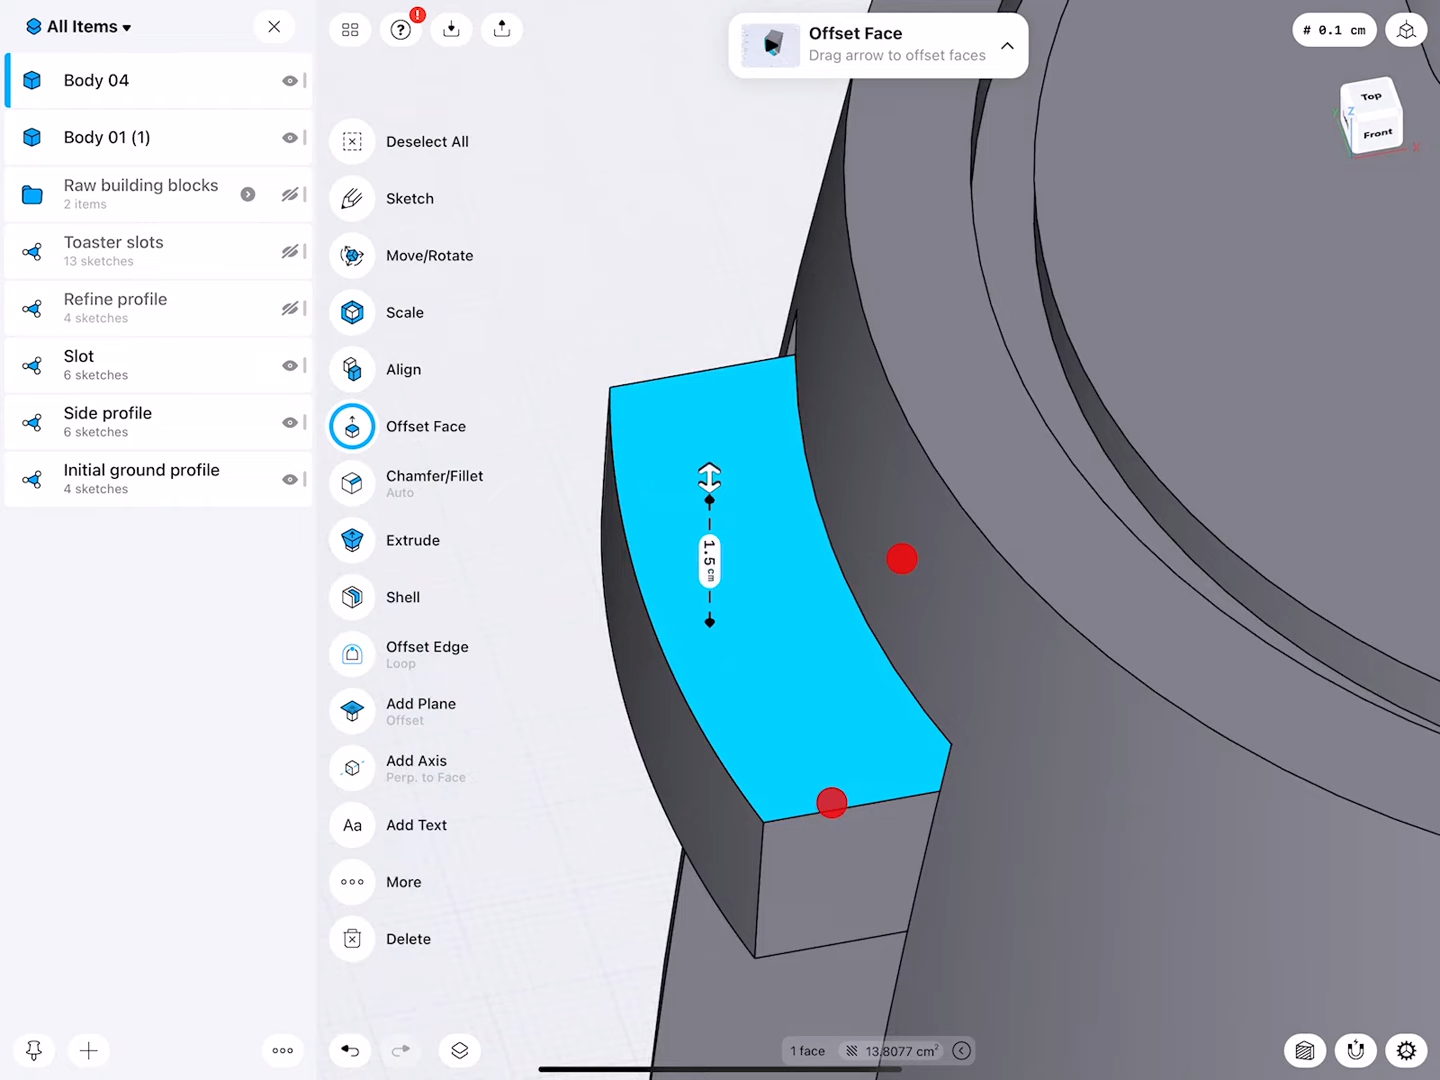 All Items
Body 04
Body 01 (1)
Raw building blocks
2 items
Toaster slots
13 sketches
Refine profile
4 sketches
Slot
6 sketches
Side profile
6 sketches
Initial ground profile
4 sketches
?
!
Deselect All
Sketch
Move/Rotate
Scale
Align
Offset Face
Chamfer/Fillet
Auto
Extrude
Shell
Offset Edge
Loop
Add Plane
Offset
Add Axis
Perp. to Face
Aa
Add Text
More
Delete
Offset Face
Drag arrow to offset faces
# 0.1 cm
Top
Z
Front
X
1.5 cm
1 face
13.8077 cm²